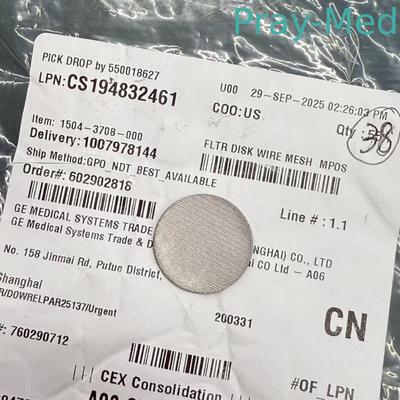 Pray-Med
PICK DROP by 550018627
LPN:CS194832461
U00 29-SEP-2025 02:26:03 PM
COO:US
Qty 38
Item: 1504-3708-000
Delivery:1007978144
FLTR DISK WIRE MESH MPOS
Ship Method:GPO_NDT_BEST_AVAILABLE
Order#:602902818
Line # : 1.1
GE MEDICAL SYSTEMS TRADE HANGHAI) CO., LTD
GE Medical Systems Trade & D ai CO Ltd - A06
No. 158 Jinmai Rd, Putuo District,
Shanghai
R/DOWRELPAR25137/Urgent
200331
CN
#: 760290712
CEX Consolidation
#OF_LPN